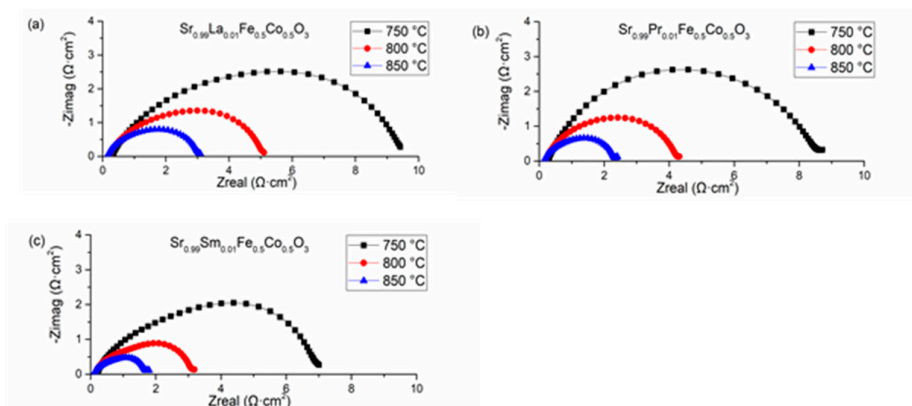 (a)
Sr₀.₉₉La₀.₀₁Fe₀.₅Co₀.₅O₃
750 °C
800 °C
850 °C
-Zimag (Ω·cm²)
4
3
2
1
0
0 2 4 6 8 10
Zreal (Ω·cm²)
(b)
Sr₀.₉₉Pr₀.₀₁Fe₀.₅Co₀.₅O₃
750 °C
800 °C
850 °C
-Zimag (Ω·cm²)
4
3
2
1
0
0 2 4 6 8 10
Zreal (Ω·cm²)
(c)
Sr₀.₉₉Sm₀.₀₁Fe₀.₅Co₀.₅O₃
750 °C
800 °C
850 °C
-Zimag (Ω·cm²)
4
3
2
1
0
0 2 4 6 8 10
Zreal (Ω·cm²)